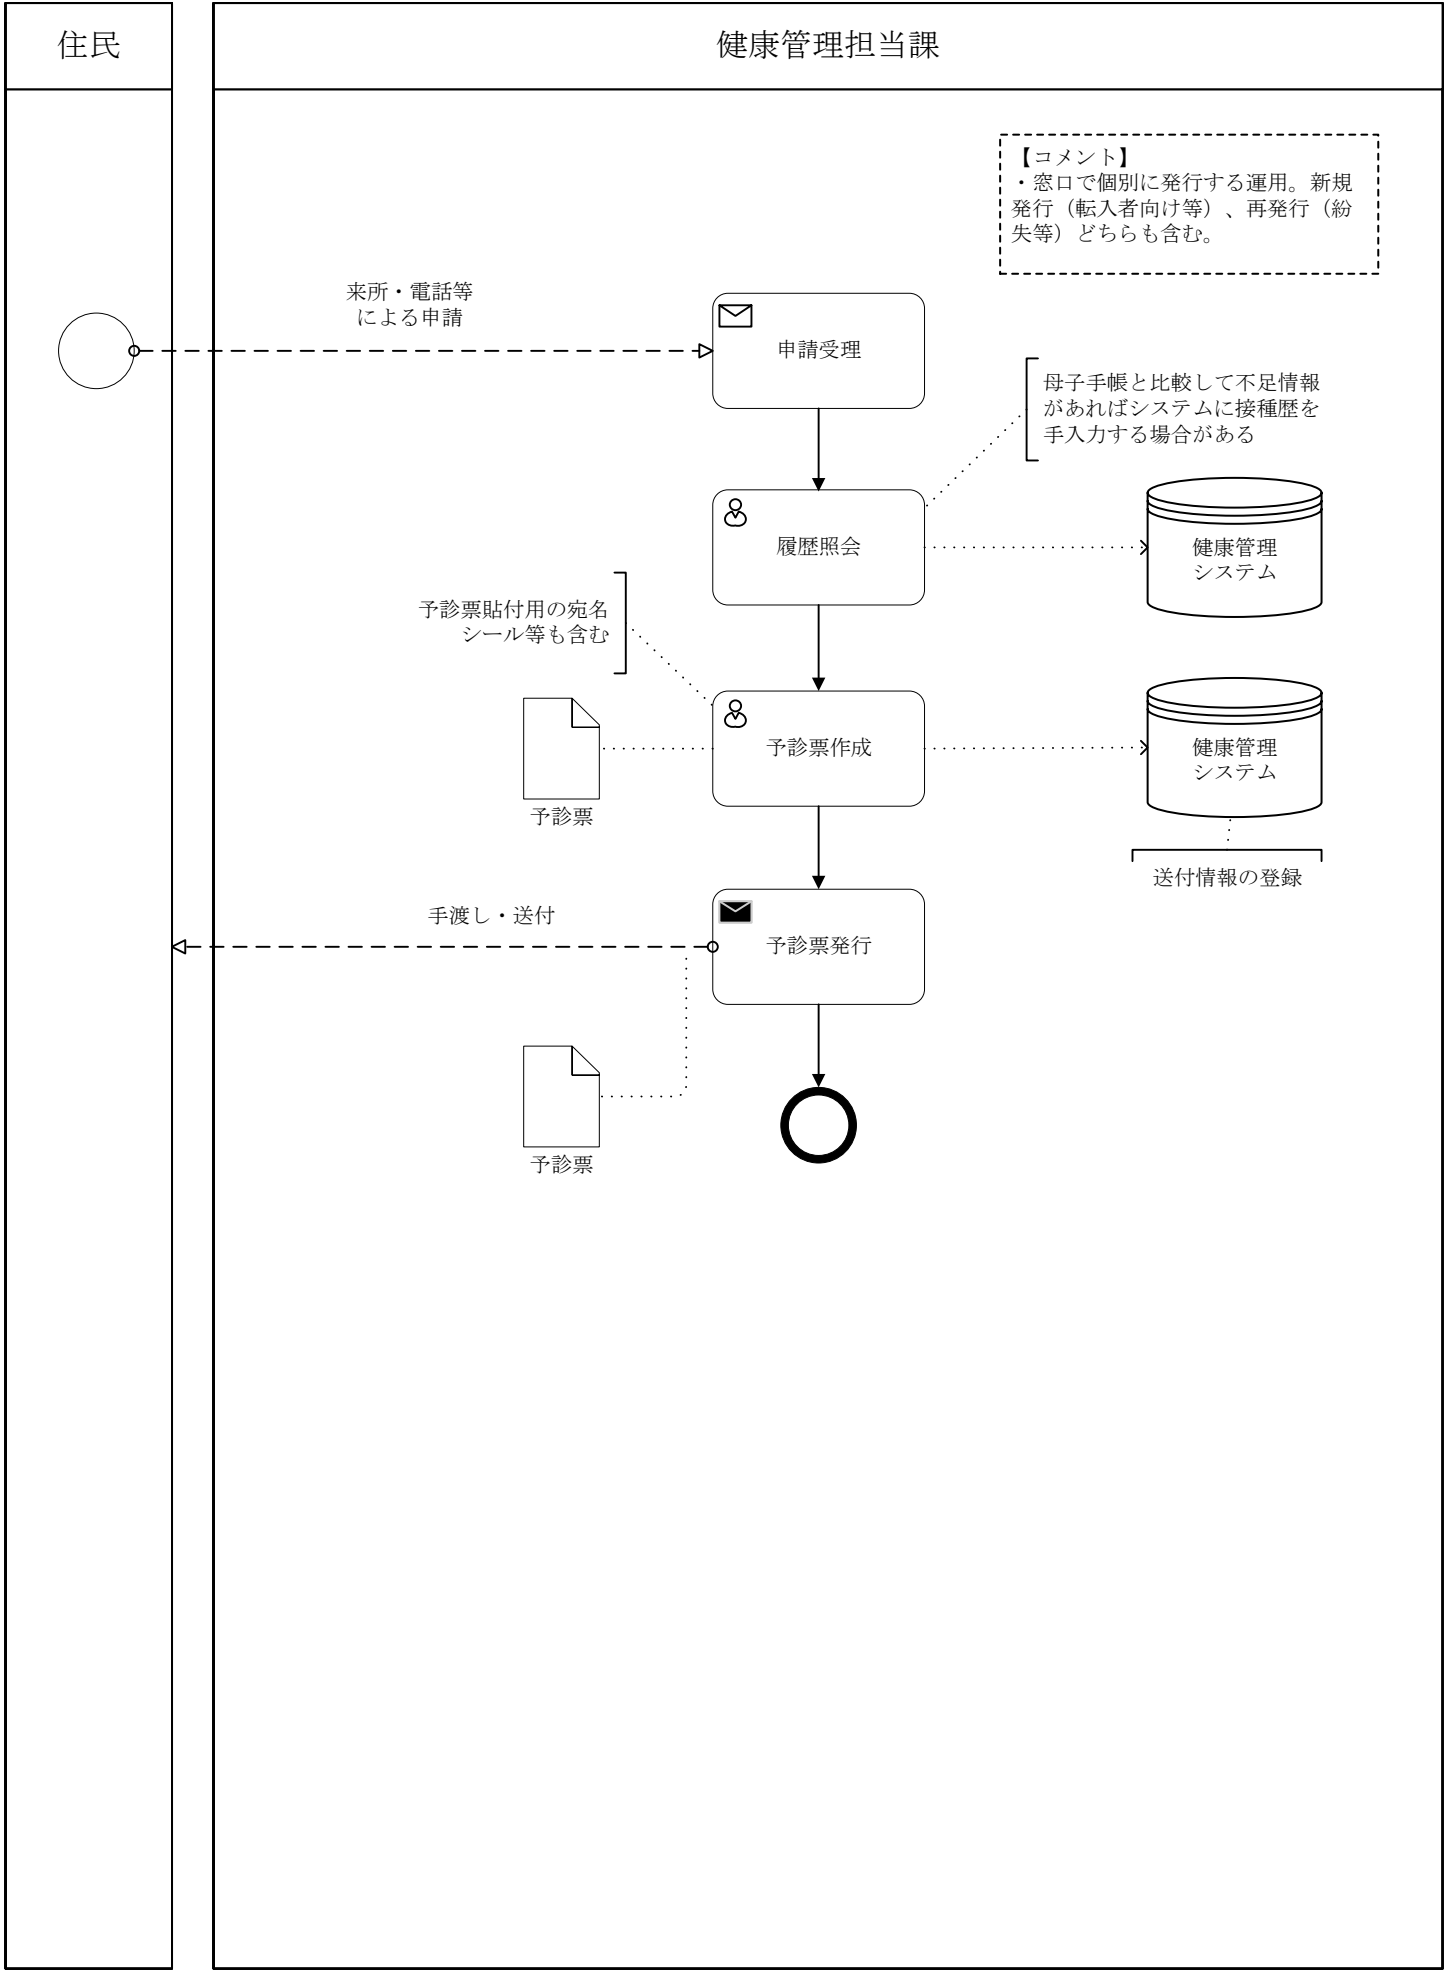 住民
健康管理担当課
【コメント】
・窓口で個別に発行する運用。新規
発行（転入者向け等）、再発行（紛
失等）どちらも含む。
来所・電話等
による申請
申請受理
母子手帳と比較して不足情報
があればシステムに接種歴を
手入力する場合がある
履歴照会
健康管理
システム
予診票貼付用の宛名
シール等も含む
予診票作成
健康管理
システム
予診票
送付情報の登録
手渡し・送付
予診票発行
予診票